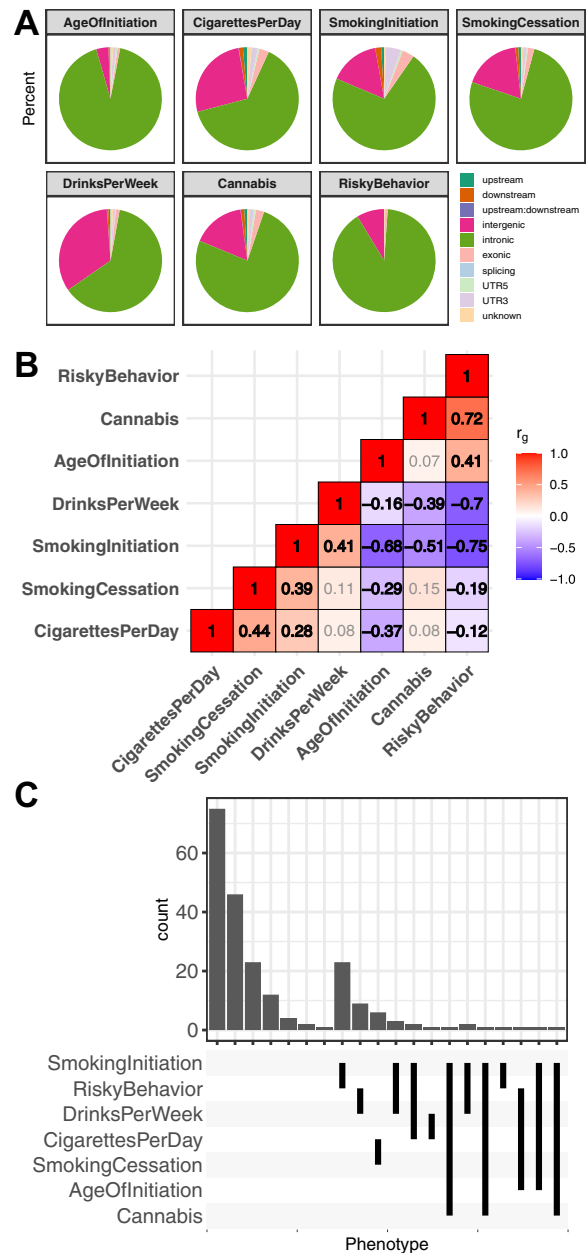 A
AgeOfInitiation
CigarettesPerDay
SmokingInitiation
SmokingCessation
Percent
DrinksPerWeek
Cannabis
RiskyBehavior
upstream
downstream
upstream:downstream
intergenic
intronic
exonic
splicing
UTR5
UTR3
unknown
B
RiskyBehavior 1
Cannabis 1 0.72
AgeOfInitiation 1 0.07 0.41
DrinksPerWeek 1 −0.16 −0.39 −0.7
SmokingInitiation 1 0.41 −0.68 −0.51 −0.75
SmokingCessation 1 0.39 0.11 −0.29 0.15 −0.19
CigarettesPerDay 1 0.44 0.28 0.08 −0.37 0.08 −0.12
CigarettesPerDay
SmokingCessation
SmokingInitiation
DrinksPerWeek
AgeOfInitiation
Cannabis
RiskyBehavior
rg
1.0
0.5
0.0
−0.5
−1.0
C
count
60
40
20
0
SmokingInitiation
RiskyBehavior
DrinksPerWeek
CigarettesPerDay
SmokingCessation
AgeOfInitiation
Cannabis
Phenotype